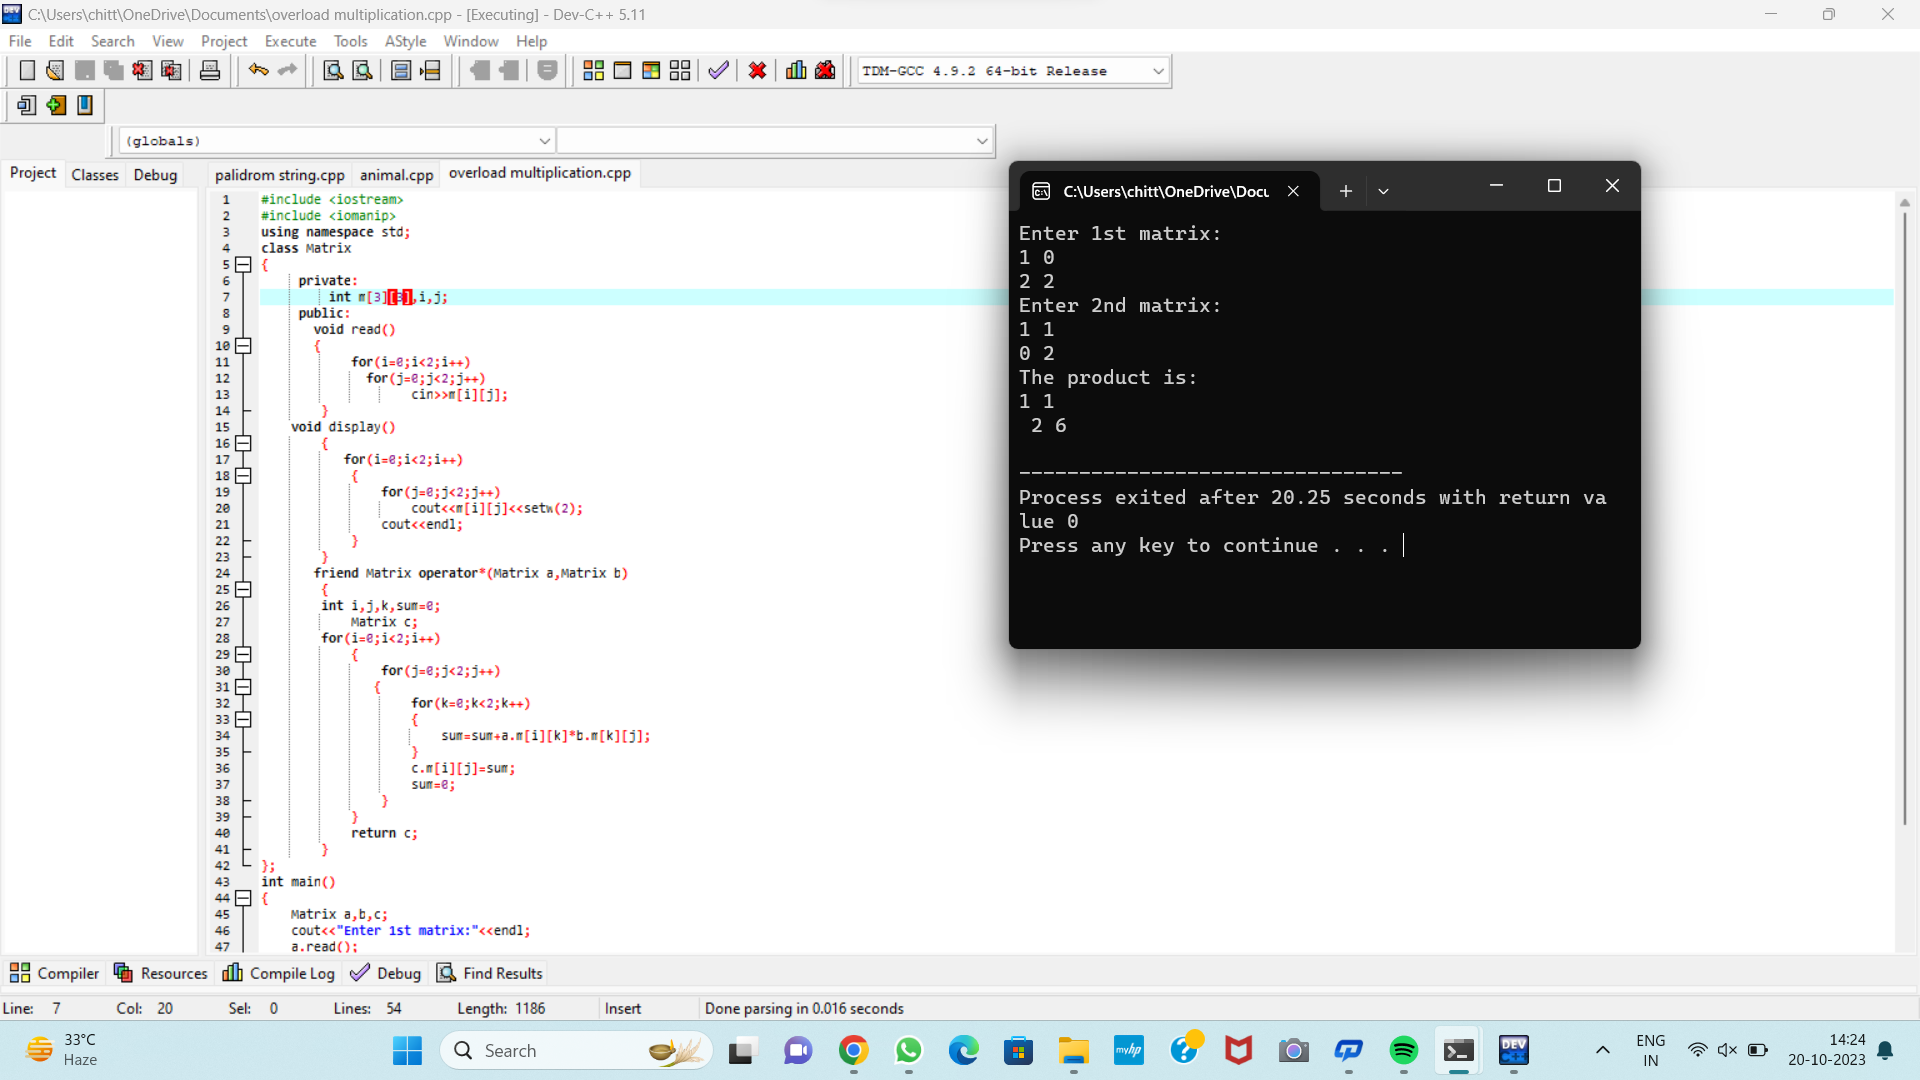 C:\Users\chitt\OneDrive\Documents\overload multiplication.cpp - [Executing] - Dev-C++ 5.11
File Edit Search View Project Execute Tools AStyle Window Help
TDM-GCC 4.9.2 64-bit Release
(globals)
Project Classes Debug
palidrom string.cpp animal.cpp overload multiplication.cpp
1 #include <iostream>
2 #include <iomanip>
3 using namespace std;
4 class Matrix
5 {
6 private:
7 int m[3][3],i,j;
8 public:
9 void read()
10 {
11 for(i=0;i<2;i++)
12 for(j=0;j<2;j++)
13 cin>>m[i][j];
14 }
15 void display()
16 {
17 for(i=0;i<2;i++)
18 {
19 for(j=0;j<2;j++)
20 cout<<m[i][j]<<setw(2);
21 cout<<endl;
22 }
23 }
24 friend Matrix operator*(Matrix a,Matrix b)
25 {
26 int i,j,k,sum=0;
27 Matrix c;
28 for(i=0;i<2;i++)
29 {
30 for(j=0;j<2;j++)
31 {
32 for(k=0;k<2;k++)
33 {
34 sum=sum+a.m[i][k]*b.m[k][j];
35 }
36 c.m[i][j]=sum;
37 sum=0;
38 }
39 }
40 return c;
41 }
42 };
43 int main()
44 {
45 Matrix a,b,c;
46 cout<<"Enter 1st matrix:"<<endl;
47 a.read();
C:\Users\chitt\OneDrive\Docu
Enter 1st matrix:
1 0
2 2
Enter 2nd matrix:
1 1
0 2
The product is:
1 1
 2 6
--------------------------------
Process exited after 20.25 seconds with return va
lue 0
Press any key to continue . . .
Compiler Resources Compile Log Debug Find Results
Line: 7 Col: 20 Sel: 0 Lines: 54 Length: 1186 Insert Done parsing in 0.016 seconds
33°C
Haze
Search
myhp
DEV
ENG
IN
14:24
20-10-2023